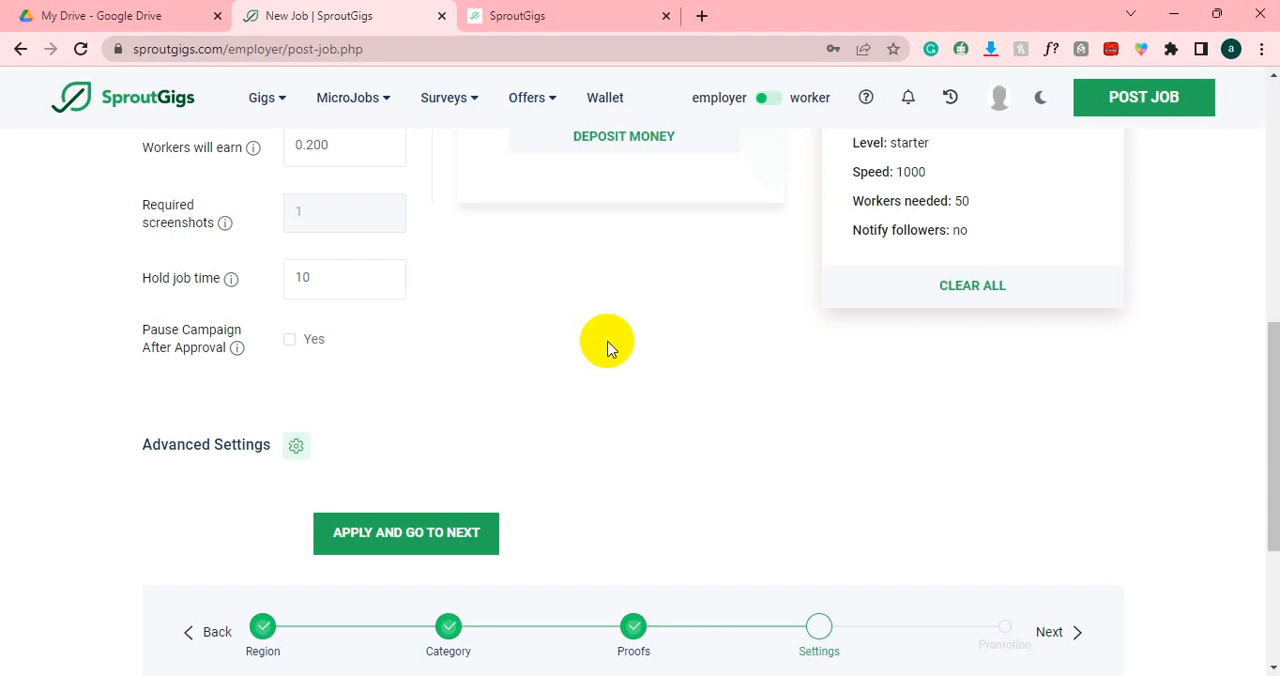 My Drive - Google Drive
New Job | SproutGigs
SproutGigs
sproutgigs.com/employer/post-job.php
f?
a
SproutGigs
Gigs
MicroJobs
Surveys
Offers
Wallet
employer
worker
POST JOB
Workers will earn
0.200
DEPOSIT MONEY
Level: starter
Speed: 1000
Workers needed: 50
Notify followers: no
CLEAR ALL
Required
screenshots
1
Hold job time
10
Pause Campaign
After Approval
Yes
Advanced Settings
APPLY AND GO TO NEXT
Back
Region
Category
Proofs
Settings
Promotion
Next